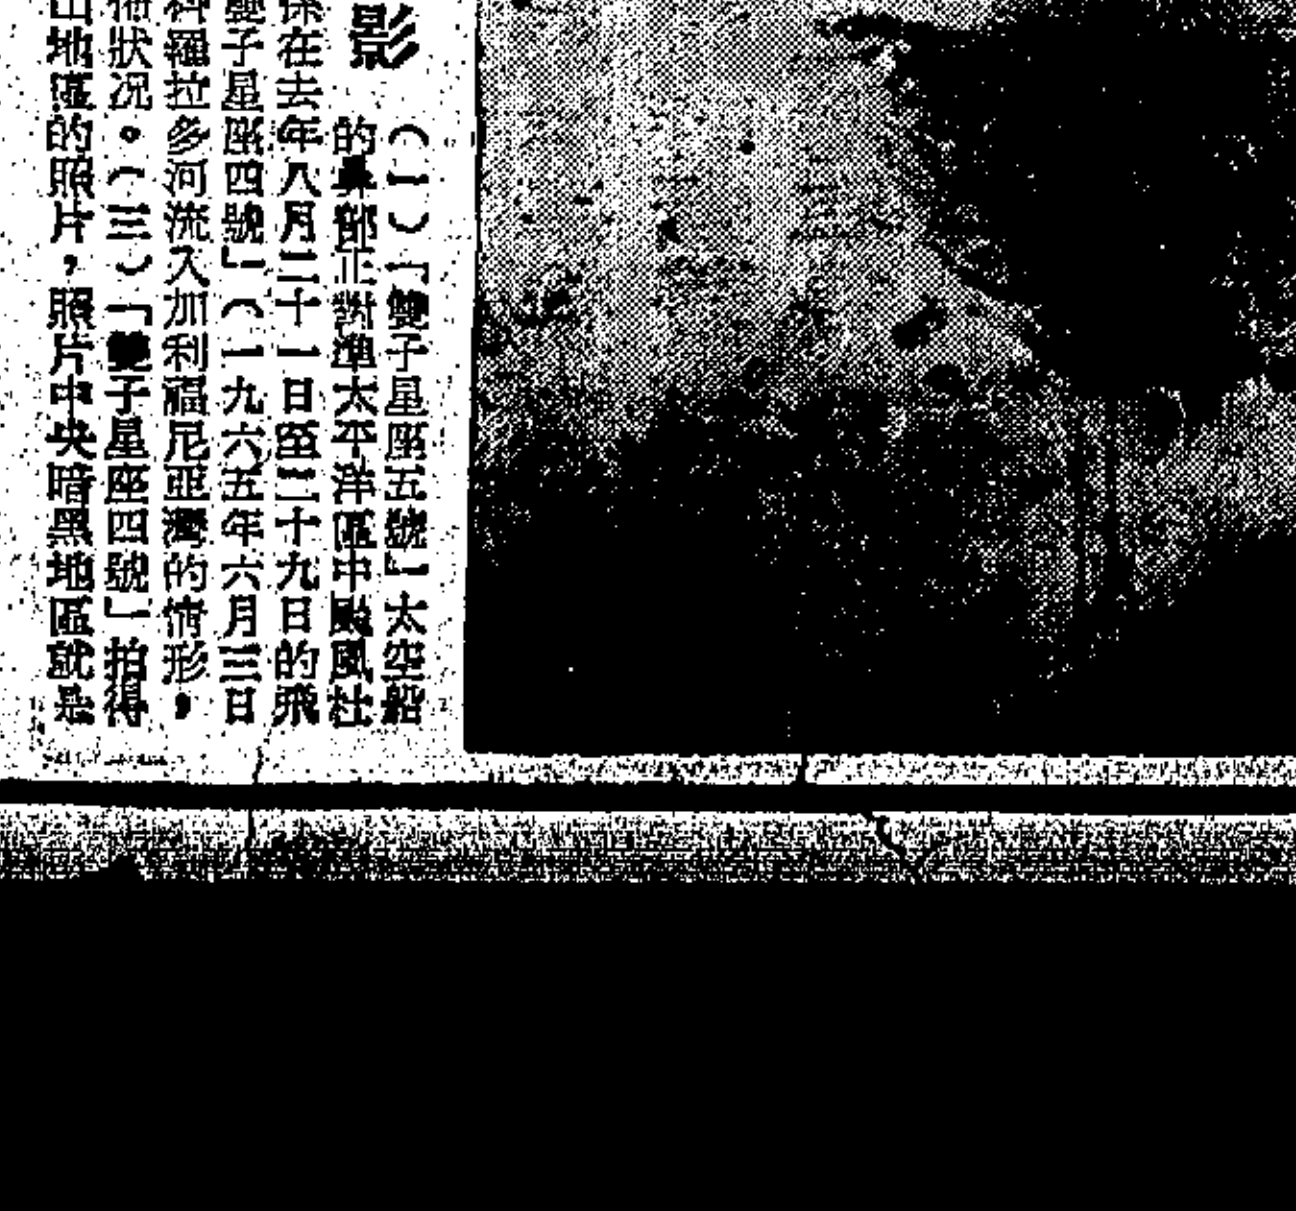 影
（一）「雙子星座五號」太空船
的鼻部正對準太平洋區中颱風杜
在去年八月二十一日至二十九日的飛
子星座四號」（一九六五年六月三日
羅拉多河流入加利福尼亞灣的情形，
狀況。（三）「雙子星座四號」拍得
地區的照片，照片中央暗黑地區就是